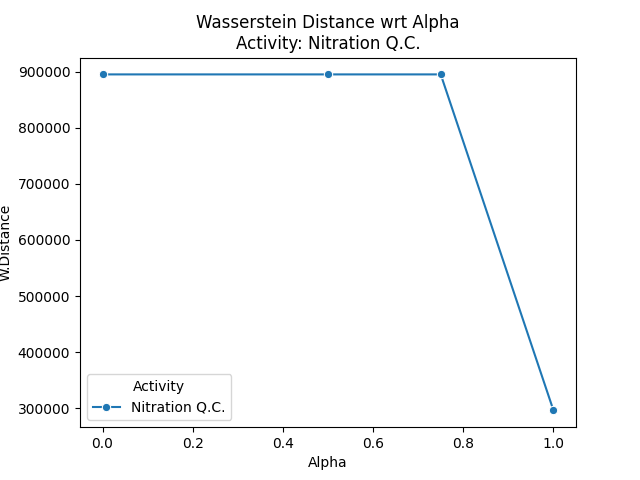 Wasserstein Distance wrt Alpha
Activity: Nitration Q.C.
900000
800000
700000
600000
500000
400000
300000
W.Distance
Activity
Nitration Q.C.
0.0 0.2 0.4 0.6 0.8 1.0
Alpha